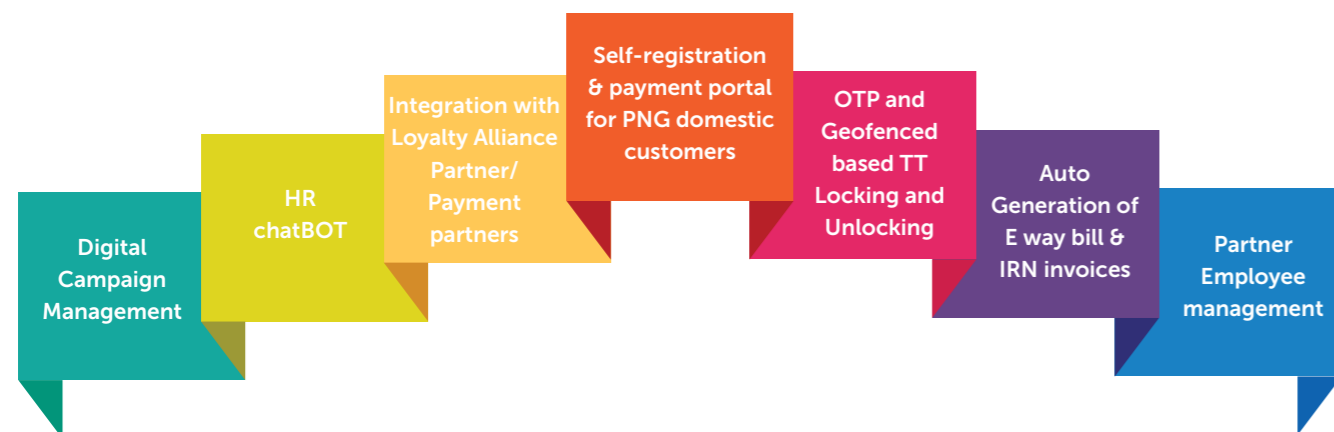 Digital
Campaign
Management
HR
chatBOT
Integration with
Loyalty Alliance
Partner/
Payment
partners
Self-registration
& payment portal
for PNG domestic
customers
OTP and
Geofenced
based TT
Locking and
Unlocking
Auto
Generation of
E way bill &
IRN invoices
Partner
Employee
management